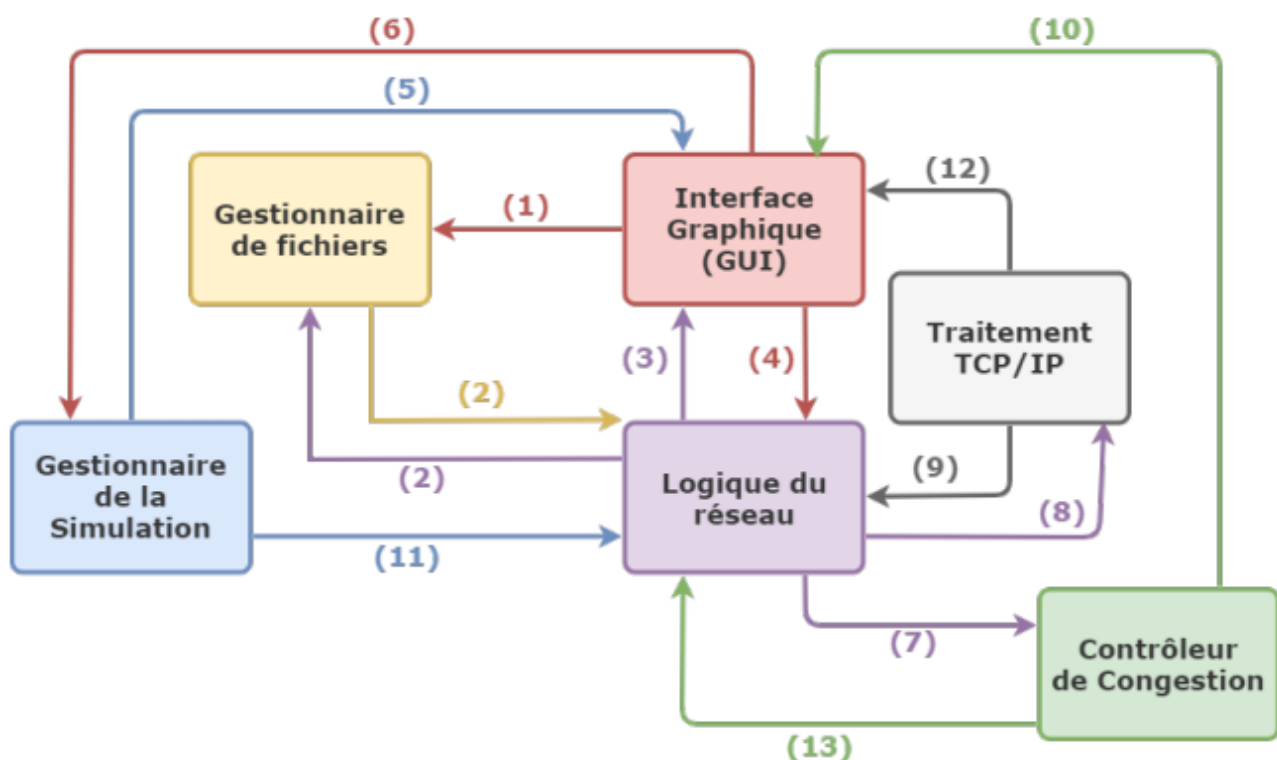 (6)
(10)
(5)
(12)
Gestionnaire
de fichiers
(1)
Interface
Graphique
(GUI)
Traitement
TCP/IP
(3)
(4)
(2)
(2)
(9)
Gestionnaire
de la
Simulation
Logique du
réseau
(8)
(11)
(7)
Contrôleur
de Congestion
(13)